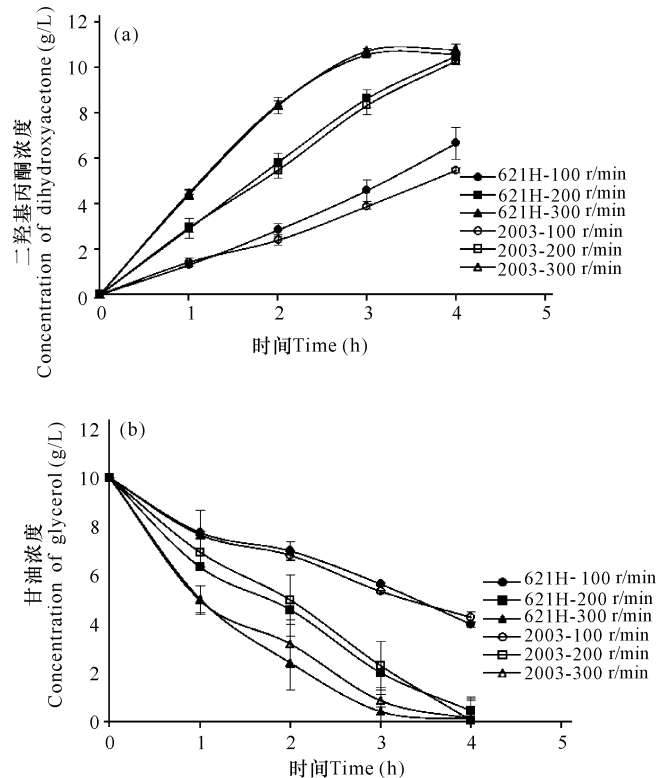 (a)
12
10
8
6
4
2
0
0 1 2 3 4 5
二羟基丙酮浓度
Concentration of dihydroxyacetone (g/L)
时间Time (h)
621H-100 r/min
621H-200 r/min
621H-300 r/min
2003-100 r/min
2003-200 r/min
2003-300 r/min
(b)
12
10
8
6
4
2
0
0 1 2 3 4 5
甘油浓度
Concentration of glycerol (g/L)
时间Time (h)
621H- 100 r/min
621H-200 r/min
621H-300 r/min
2003-100 r/min
2003-200 r/min
2003-300 r/min